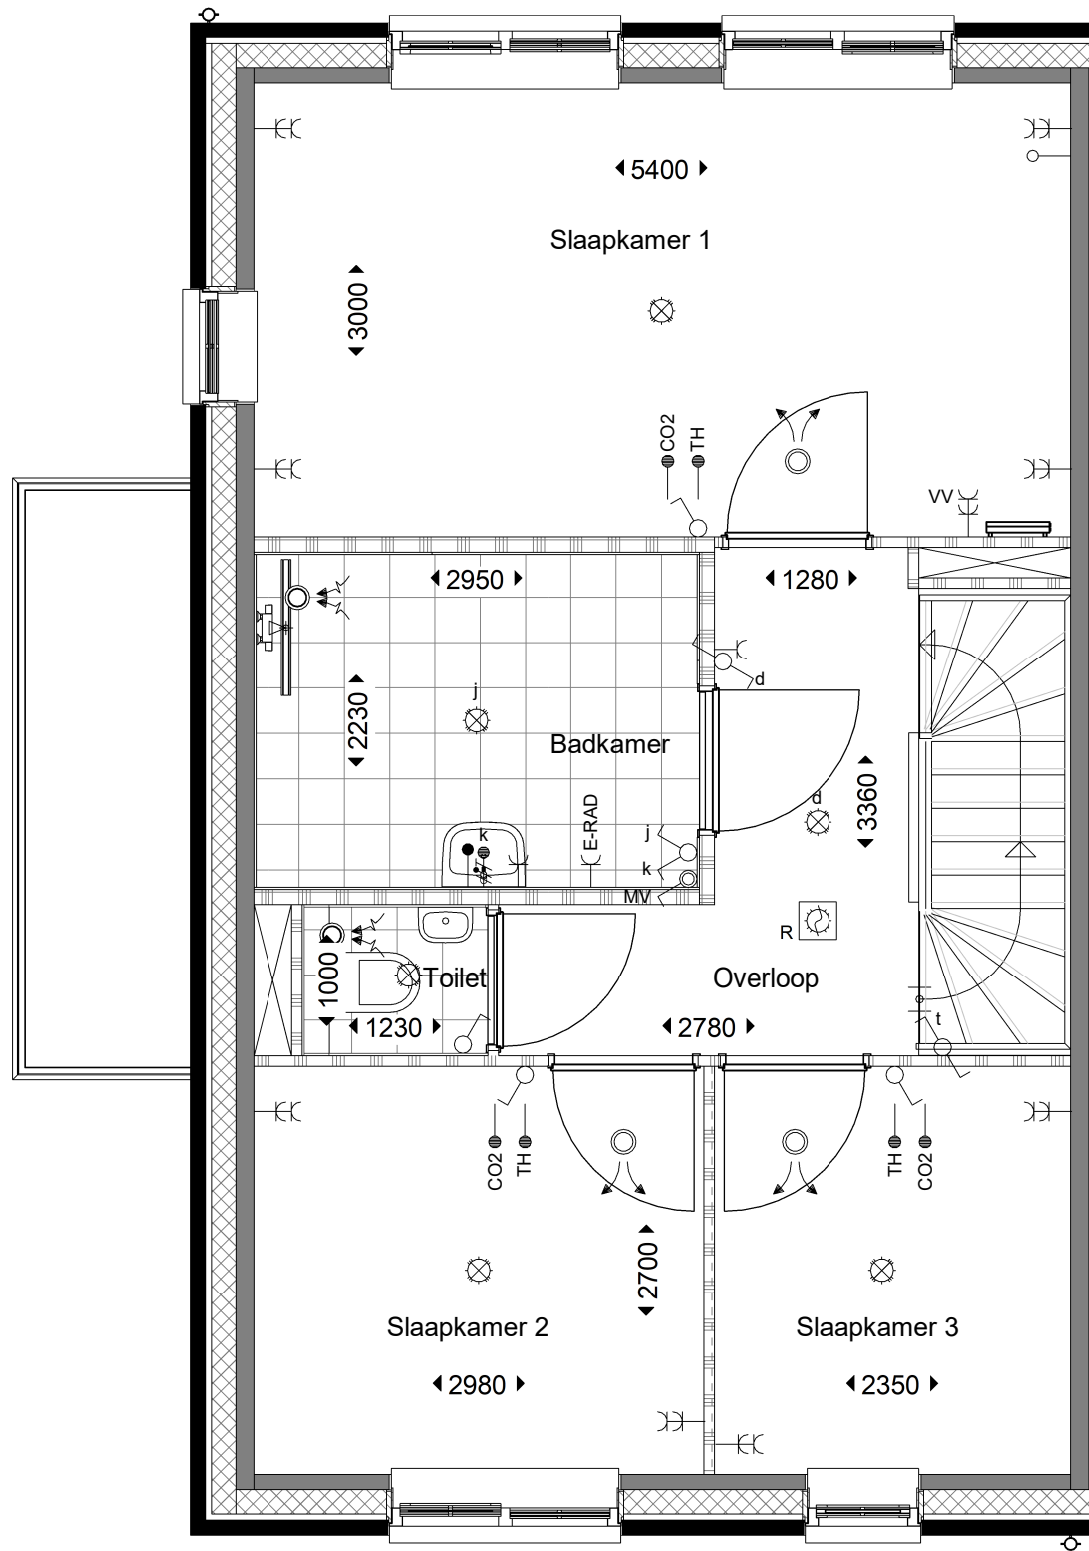 5400
Slaapkamer 1
3000
CO2
TH
VV
2950
1280
d
j
2230
Badkamer
d
3360
E-RAD
k
j
k
MV
R
1000
Toilet
Overloop
1230
2780
t
CO2
TH
TH
CO2
2700
Slaapkamer 2
Slaapkamer 3
2980
2350